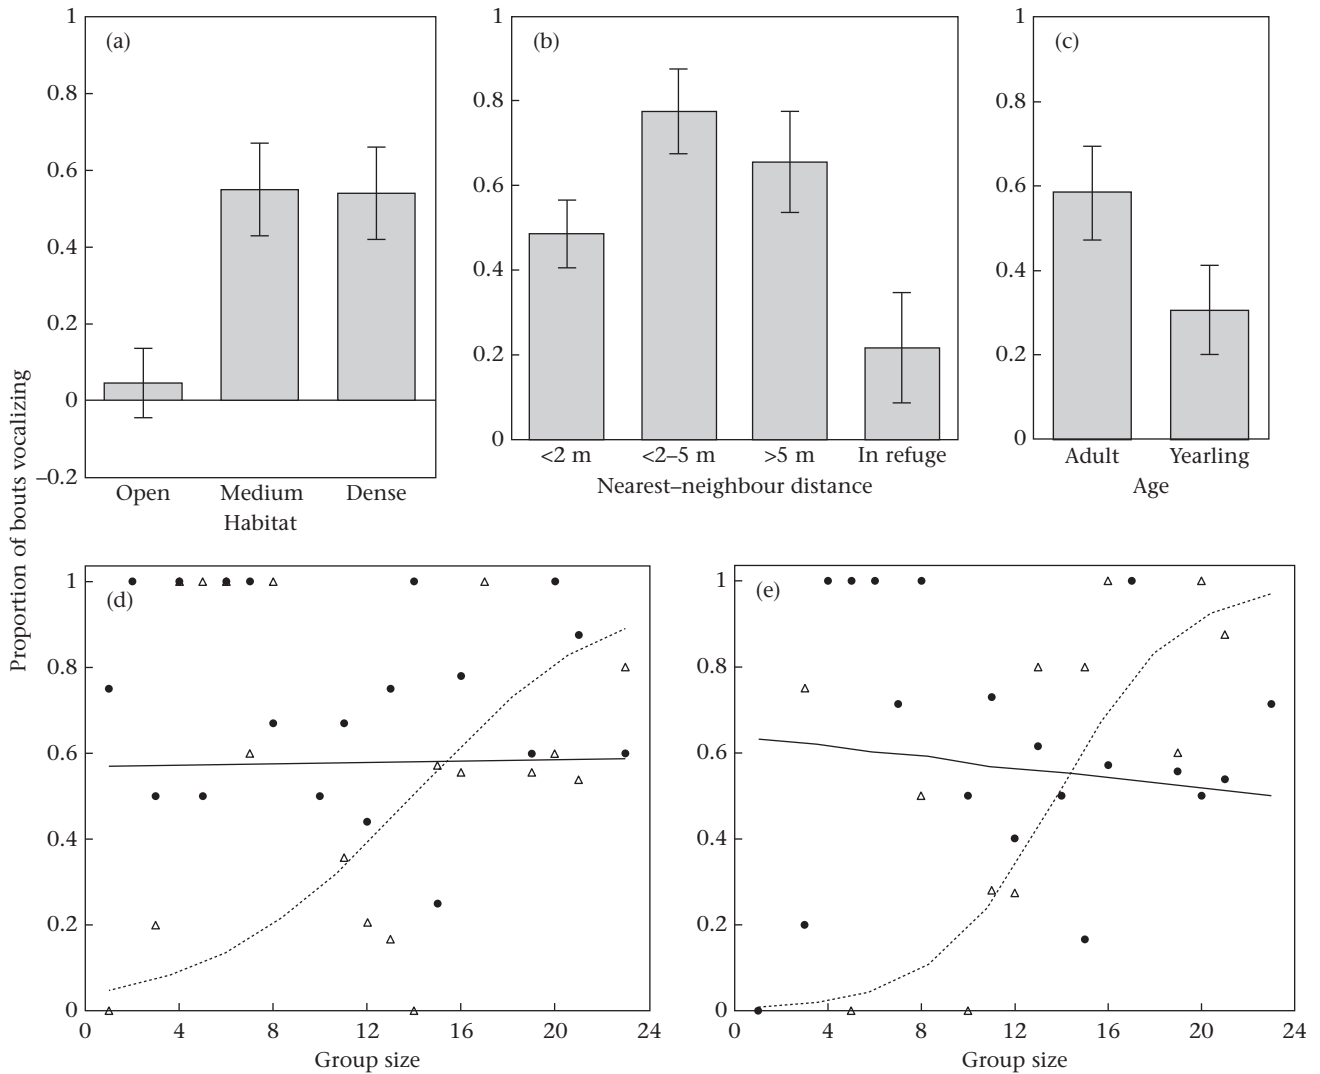 Proportion of bouts vocalizing
(a)
1
0.8
0.6
0.4
0.2
0
–0.2
Open Medium Dense
Habitat
(b)
1
0.8
0.6
0.4
0.2
0
<2 m <2–5 m >5 m In refuge
Nearest–neighbour distance
(c)
1
0.8
0.6
0.4
0.2
0
Adult Yearling
Age
(d)
1
0.8
0.6
0.4
0.2
0
0 4 8 12 16 20 24
Group size
(e)
1
0.8
0.6
0.4
0.2
0
0 4 8 12 16 20 24
Group size